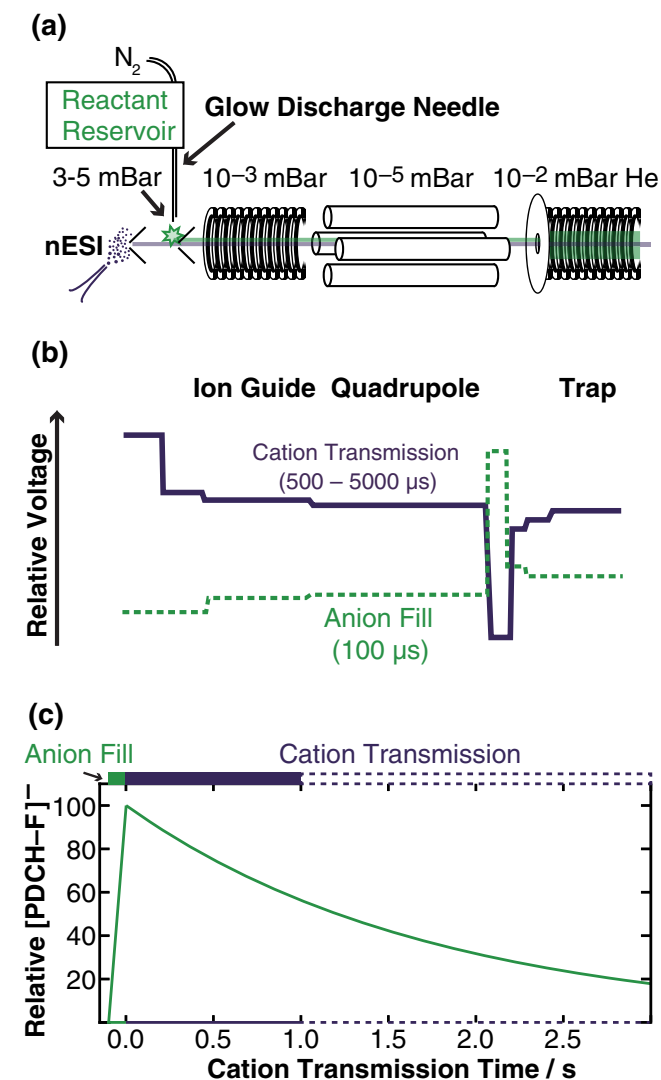 (a)
N2
Reactant
Reservoir
Glow Discharge Needle
3-5 mBar
10–3 mBar
10–5 mBar
10–2 mBar He
nESI
(b)
Ion Guide
Quadrupole
Trap
Relative Voltage
Cation Transmission
(500 – 5000 µs)
Anion Fill
(100 µs)
(c)
Anion Fill
Cation Transmission
Relative [PDCH–F]–
100
80
60
40
20
0.0
0.5
1.0
1.5
2.0
2.5
Cation Transmission Time / s